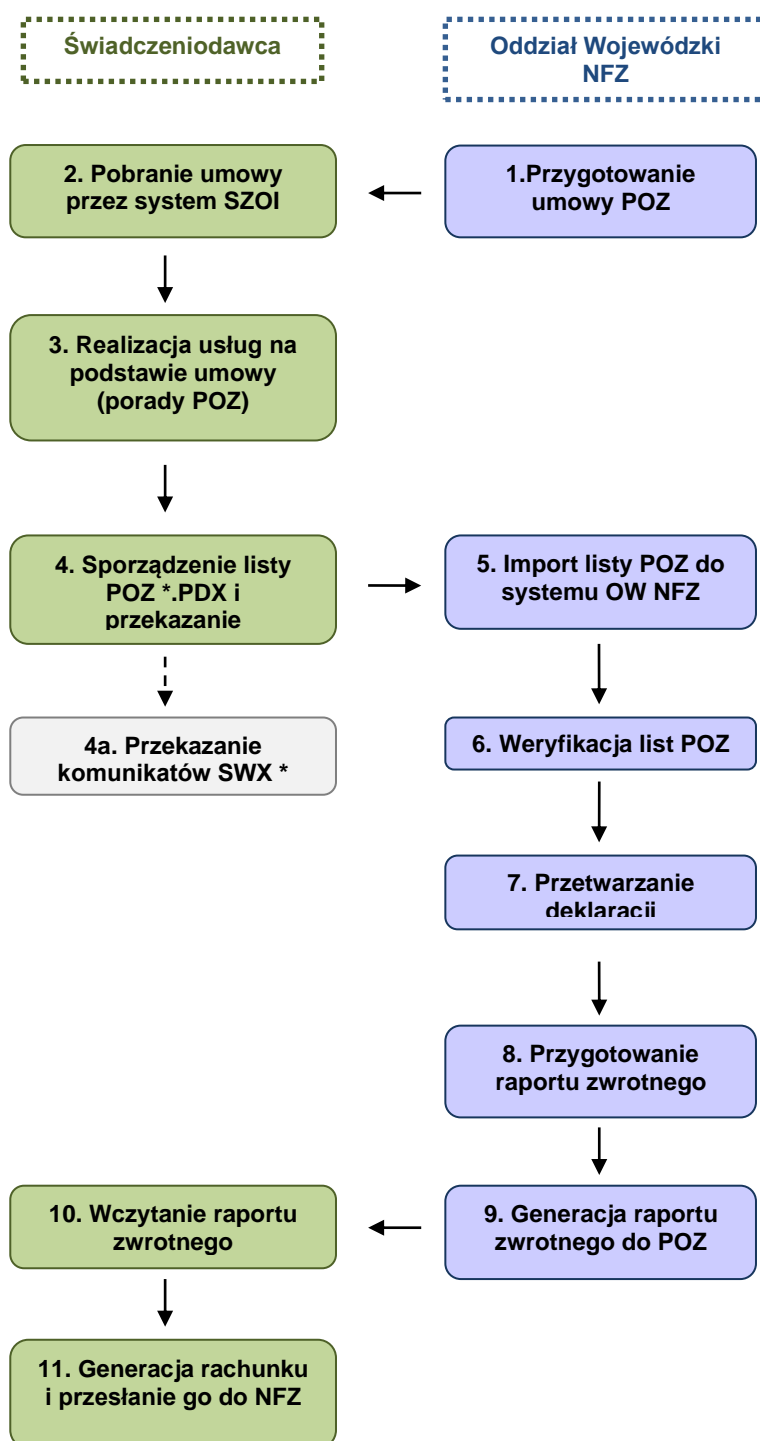 Świadczeniodawca
Oddział Wojewódzki
NFZ
2. Pobranie umowy
przez system SZOI
1.Przygotowanie
umowy POZ
3. Realizacja usług na
podstawie umowy
(porady POZ)
4. Sporządzenie listy
POZ *.PDX i
przekazanie
5. Import listy POZ do
systemu OW NFZ
4a. Przekazanie
komunikatów SWX *
6. Weryfikacja list POZ
7. Przetwarzanie
deklaracji
8. Przygotowanie
raportu zwrotnego
10. Wczytanie raportu
zwrotnego
9. Generacja raportu
zwrotnego do POZ
11. Generacja rachunku
i przesłanie go do NFZ